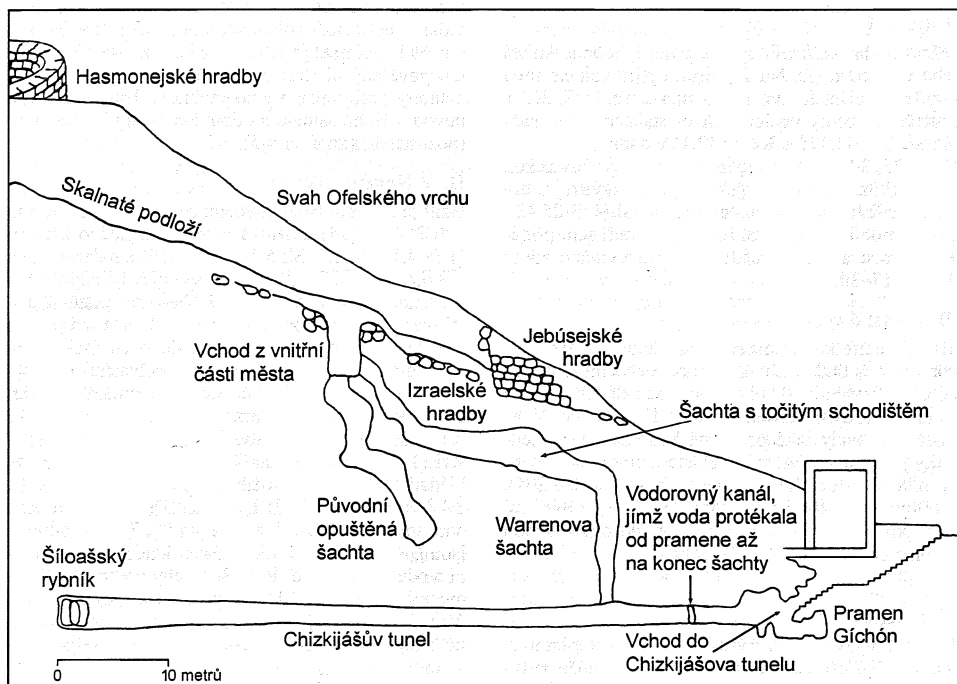 Hasmonejské hradby
Svah Ofelského vrchu
Skalnaté podloží
Jebúsejské
hradby
Vchod z vnitřní
části města
Izraelské
hradby
Šachta s točitým schodištěm
Původní
opuštěná
šachta
Warrenova
šachta
Vodorovný kanál,
jímž voda protékala
od pramene až
na konec šachty
Šíloašský
rybník
Chizkijášův tunel
Vchod do
Chizkijášova tunelu
Pramen
Gíchón
0 10 metrů